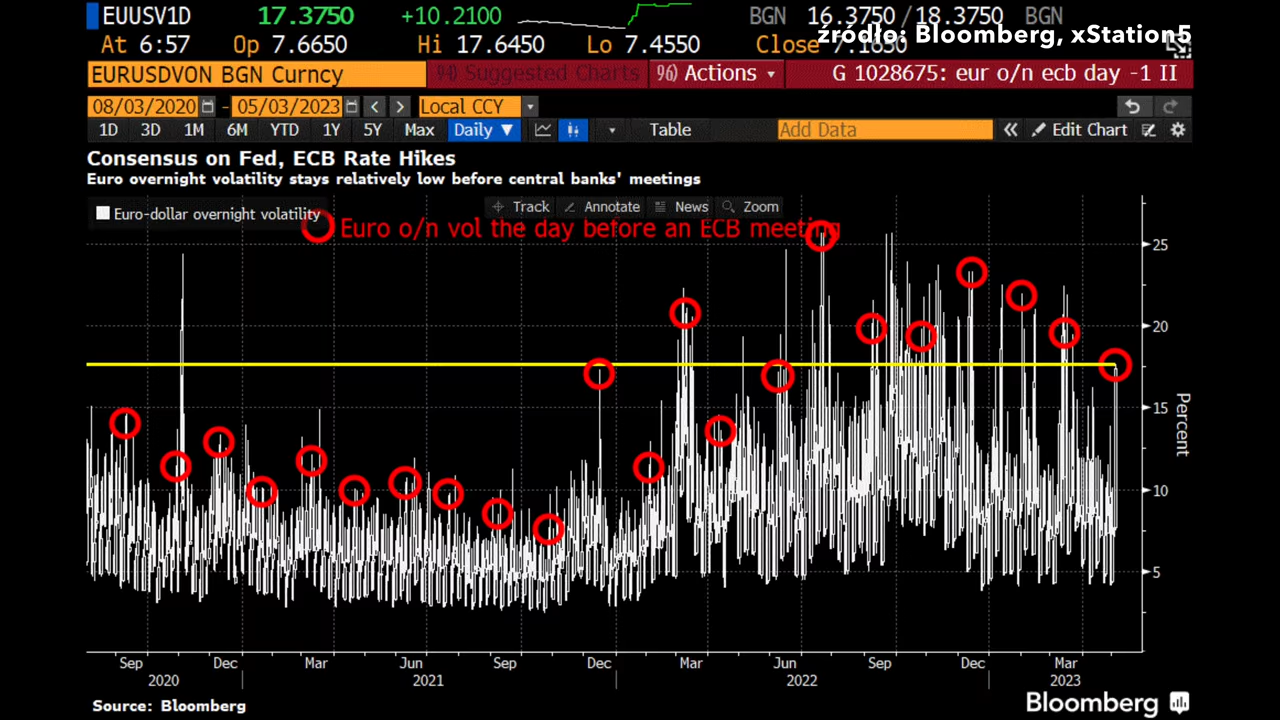 EUUSV1D 17.3750 +10.2100 BGN 16.3750 / 18.3750 BGN
źródło: Bloomberg, xStation5
At 6:57 Op 7.6650 Hi 17.6450 Lo 7.4550 Close 7.1650
EURUSDVON BGN Curncy 94) Suggested Charts 96) Actions ▾ G 1028675: eur o/n ecb day -1 II
08/03/2020 - 05/03/2023 < > Local CCY ▾
1D 3D 1M 6M YTD 1Y 5Y Max Daily ▼ Table Add Data « Edit Chart
Consensus on Fed, ECB Rate Hikes
Euro overnight volatility stays relatively low before central banks' meetings
Track Annotate News Zoom
Euro-dollar overnight volatility
Euro o/n vol the day before an ECB meeting
25
20
15
10
5
Percent
Sep Dec Mar Jun Sep Dec Mar Jun Sep Dec Mar
2020 2021 2022 2023
Source: Bloomberg
Bloomberg